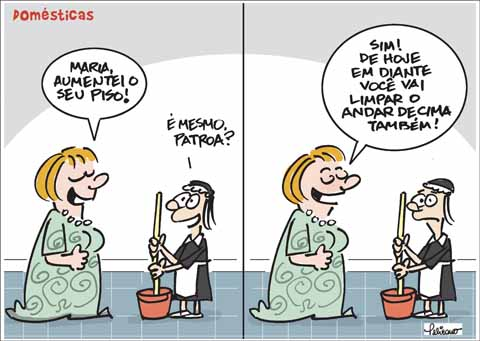 Domésticas
MARIA,
AUMENTEI O
SEU PISO!
É MESMO,
PATROA?
SIM!
DE HOJE
EM DIANTE
VOCÊ VAI
LIMPAR O
ANDAR DE CIMA
TAMBÉM!
Pelicano